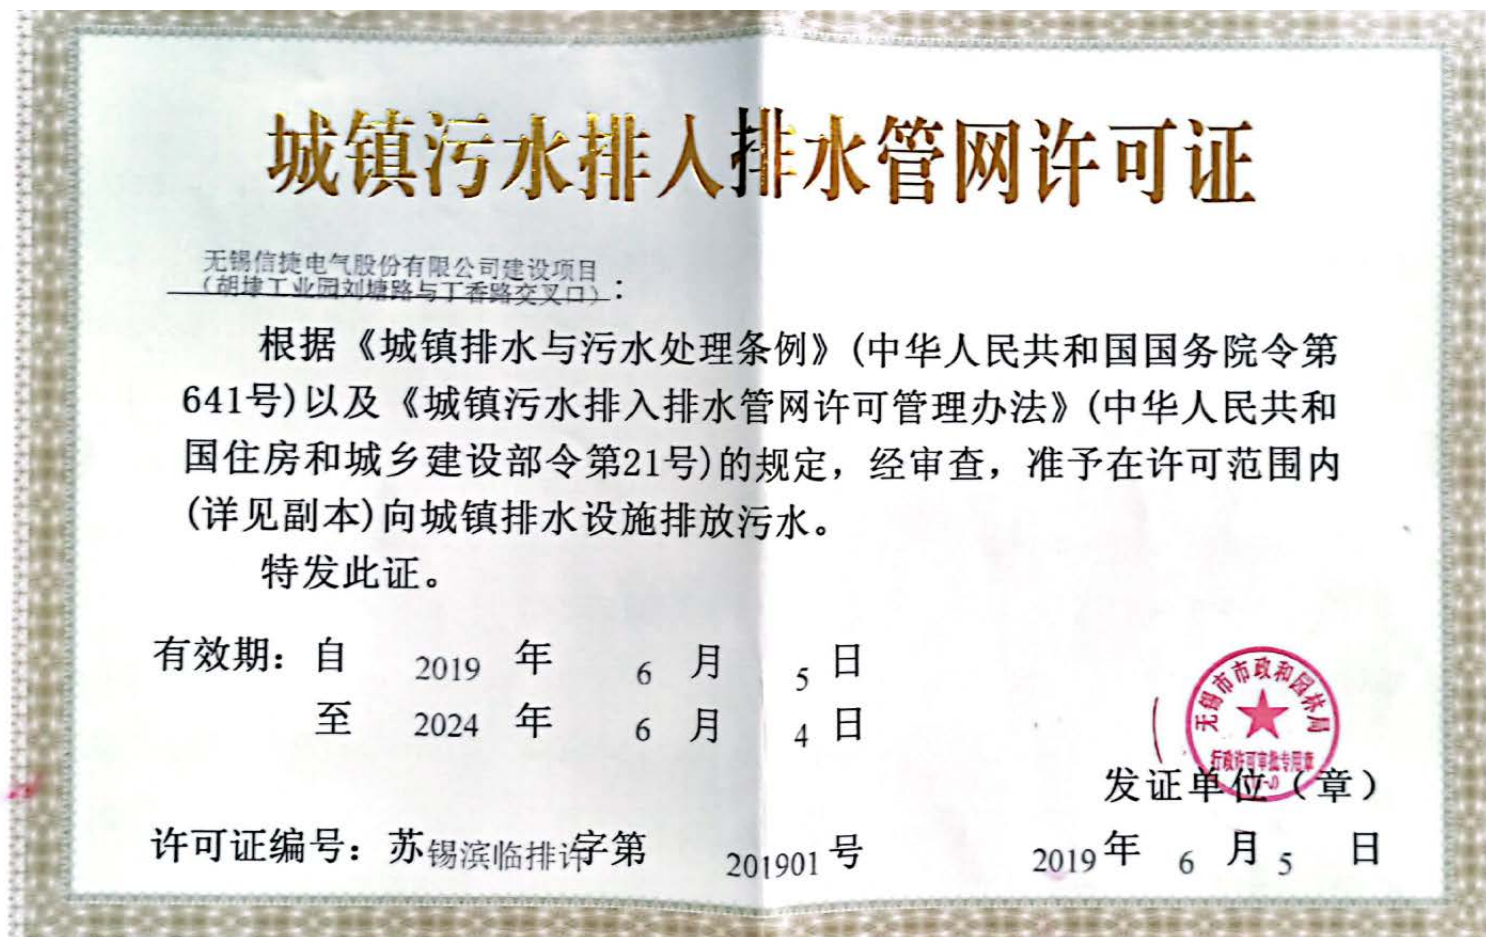 城镇污水排入排水管网许可证
无锡信捷电气股份有限公司建设项目
(胡埭工业园刘塘路与丁香路交叉口):
根据《城镇排水与污水处理条例》(中华人民共和国国务院令第
641号)以及《城镇污水排入排水管网许可管理办法》(中华人民共和
国住房和城乡建设部令第21号)的规定，经审查，准予在许可范围内
(详见副本)向城镇排水设施排放污水。
特发此证。
有效期：自 2019 年 6 月 5 日
至 2024 年 6 月 4 日
无锡市市政和园林局
行政许可审批专用章
发证单位（章）
许可证编号：苏锡滨临排许字第 201901 号
2019 年 6 月 5 日